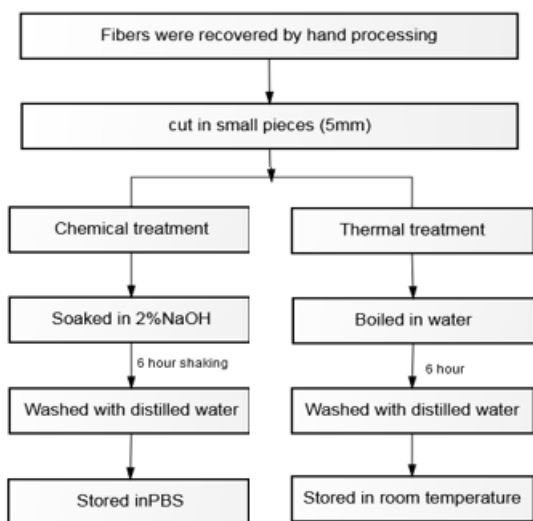 Fibers were recovered by hand processing
cut in small pieces (5mm)
Chemical treatment
Thermal treatment
Soaked in 2%NaOH
Boiled in water
6 hour shaking
6 hour
Washed with distilled water
Washed with distilled water
Stored inPBS
Stored in room temperature